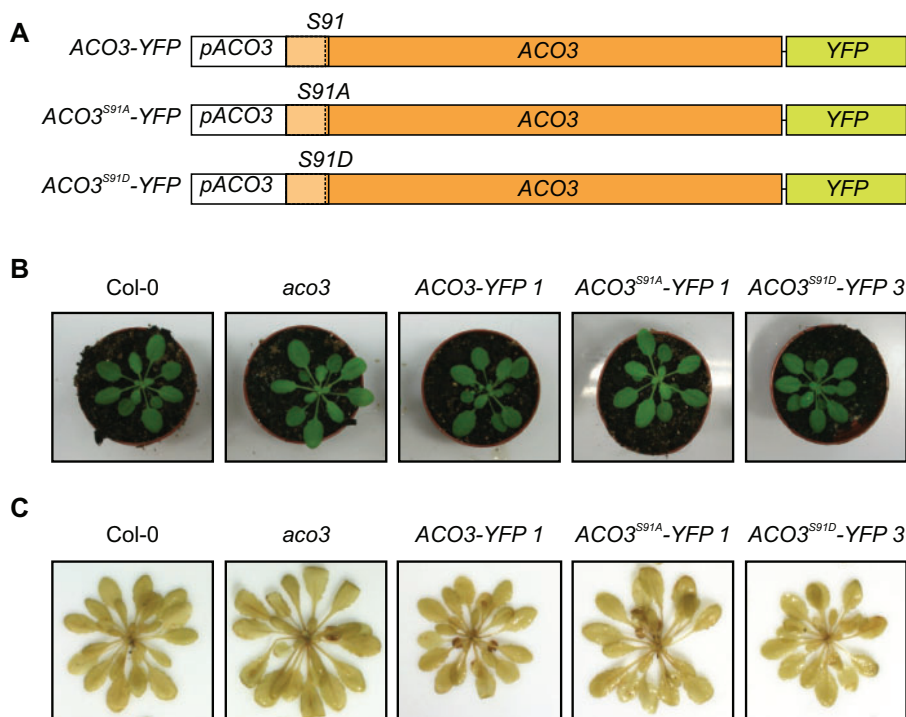 A
S91
ACO3-YFP pACO3 ACO3 YFP
S91A
ACO3S91A-YFP pACO3 ACO3 YFP
S91D
ACO3S91D-YFP pACO3 ACO3 YFP
B
Col-0 aco3 ACO3-YFP 1 ACO3S91A-YFP 1 ACO3S91D-YFP 3
C
Col-0 aco3 ACO3-YFP 1 ACO3S91A-YFP 1 ACO3S91D-YFP 3